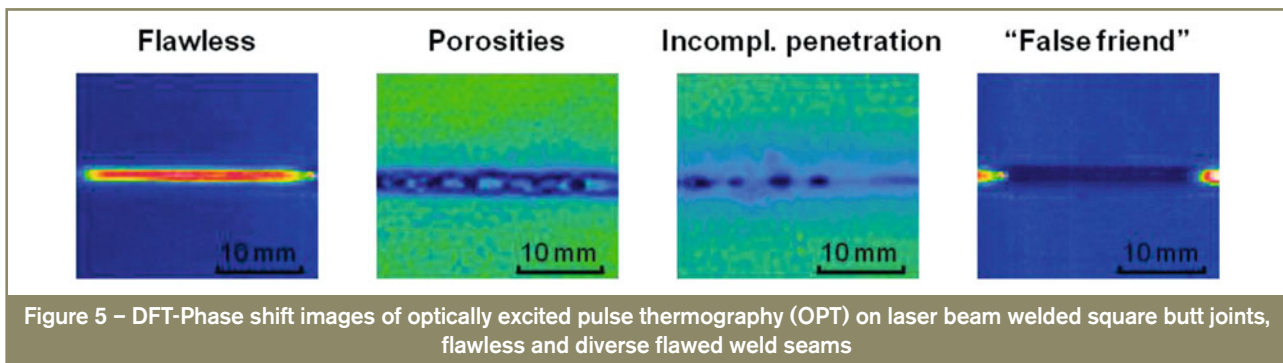 Flawless Porosities Incompl. penetration “False friend”
10 mm 10 mm 10 mm 10 mm
Figure 5 – DFT-Phase shift images of optically excited pulse thermography (OPT) on laser beam welded square butt joints,
flawless and diverse flawed weld seams